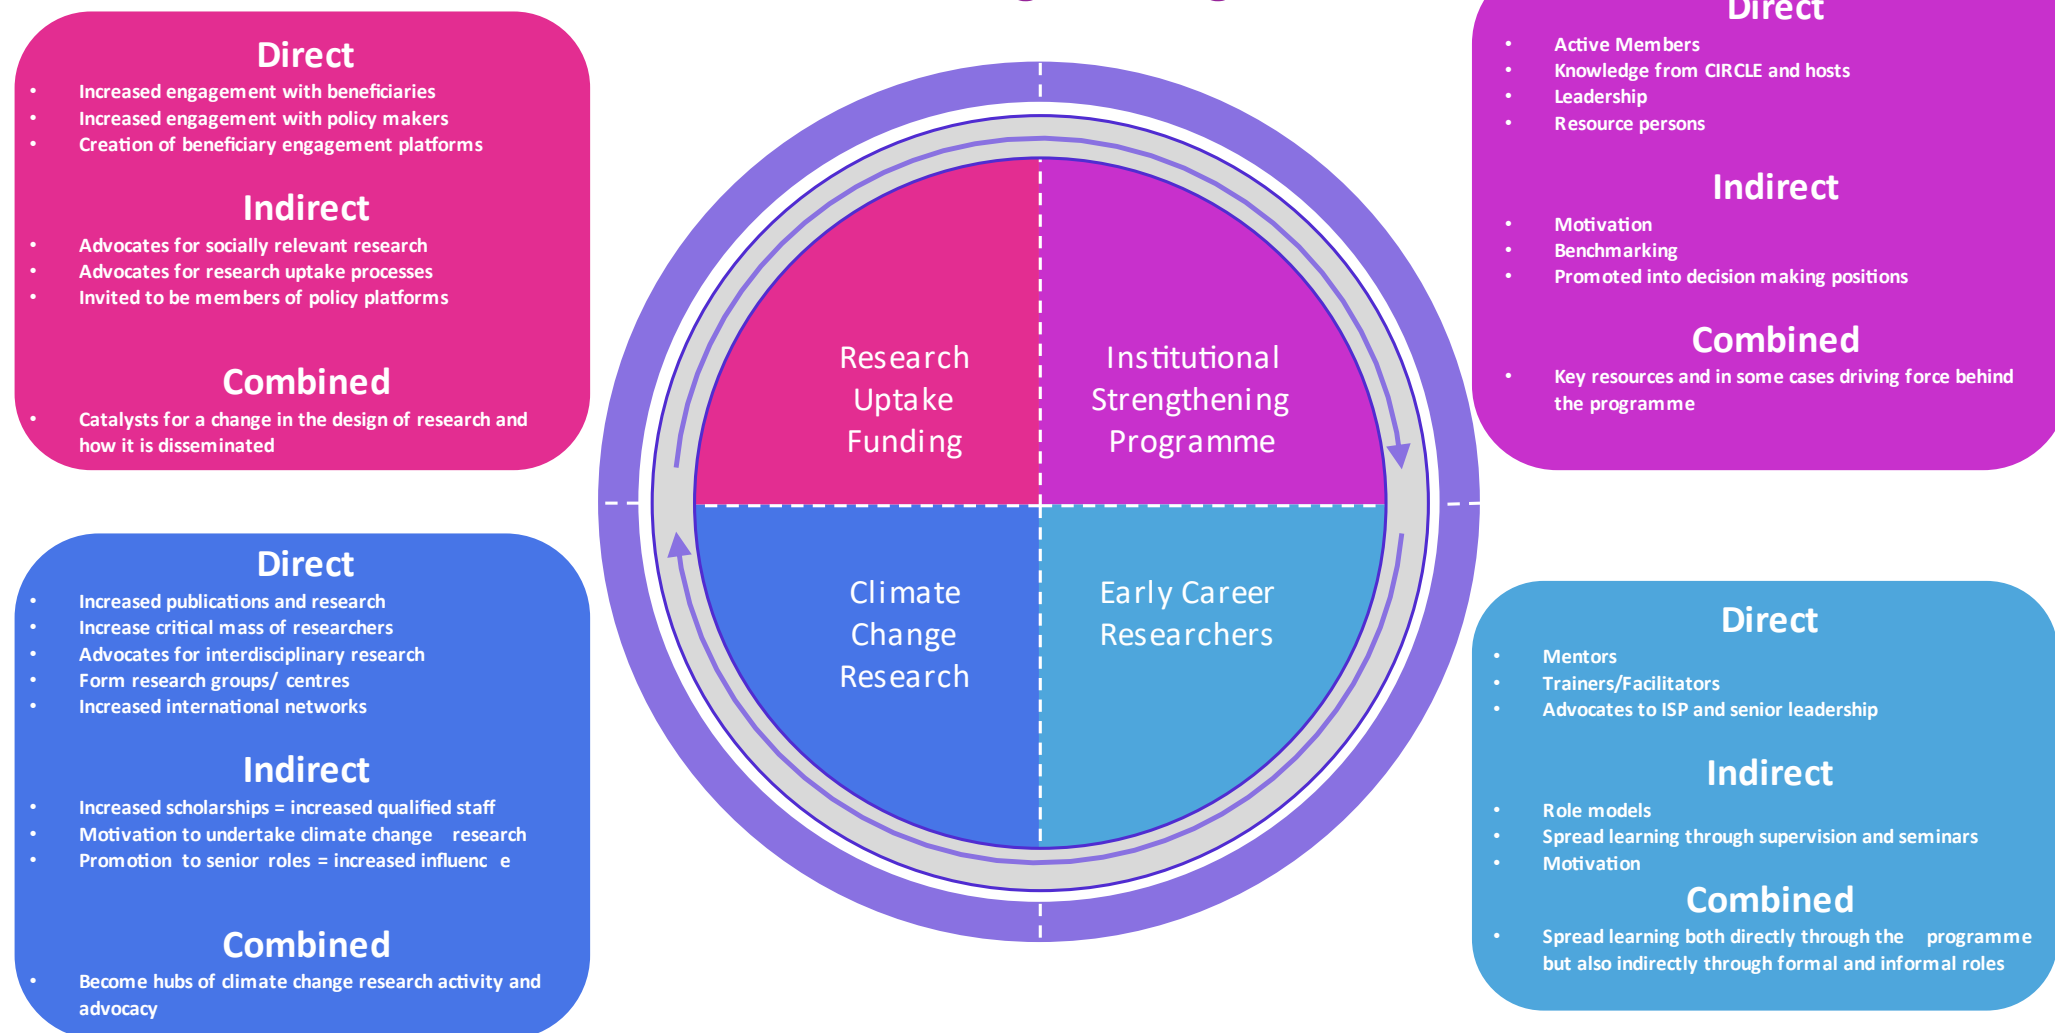 Direct
• Increased engagement with beneficiaries
• Increased engagement with policy makers
• Creation of beneficiary engagement platforms
Indirect
• Advocates for socially relevant research
• Advocates for research uptake processes
• Invited to be members of policy platforms
Combined
• Catalysts for a change in the design of research and
how it is disseminated
Direct
• Active Members
• Knowledge from CIRCLE and hosts
• Leadership
• Resource persons
Indirect
• Motivation
• Benchmarking
• Promoted into decision making positions
Combined
• Key resources and in some cases driving force behind
the programme
Research
Uptake
Funding
Institutional
Strengthening
Programme
Climate
Change
Research
Early Career
Researchers
Direct
• Increased publications and research
• Increase critical mass of researchers
• Advocates for interdisciplinary research
• Form research groups/ centres
• Increased international networks
Indirect
• Increased scholarships = increased qualified staff
• Motivation to undertake climate change research
• Promotion to senior roles = increased influenc e
Combined
• Become hubs of climate change research activity and
advocacy
Direct
• Mentors
• Trainers/Facilitators
• Advocates to ISP and senior leadership
Indirect
• Role models
• Spread learning through supervision and seminars
• Motivation
Combined
• Spread learning both directly through the programme
but also indirectly through formal and informal roles